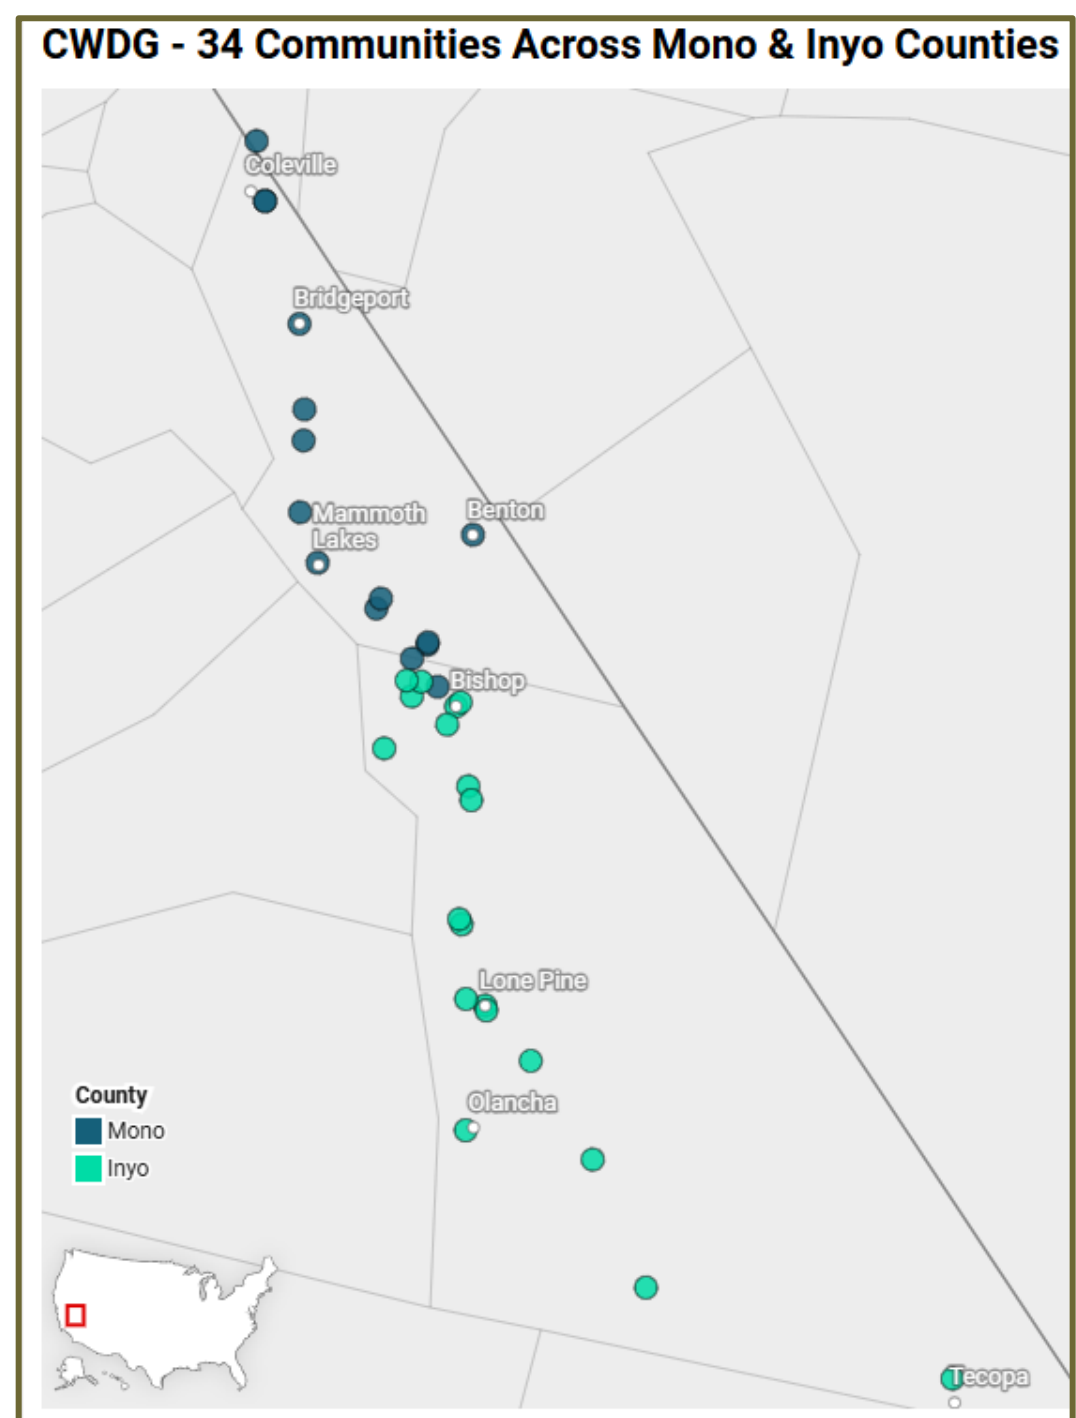 CWDG - 34 Communities Across Mono & Inyo Counties
Coleville
Bridgeport
Mammoth
Lakes
Benton
Bishop
Lone Pine
Olancha
County
Mono
Inyo
Tecopa